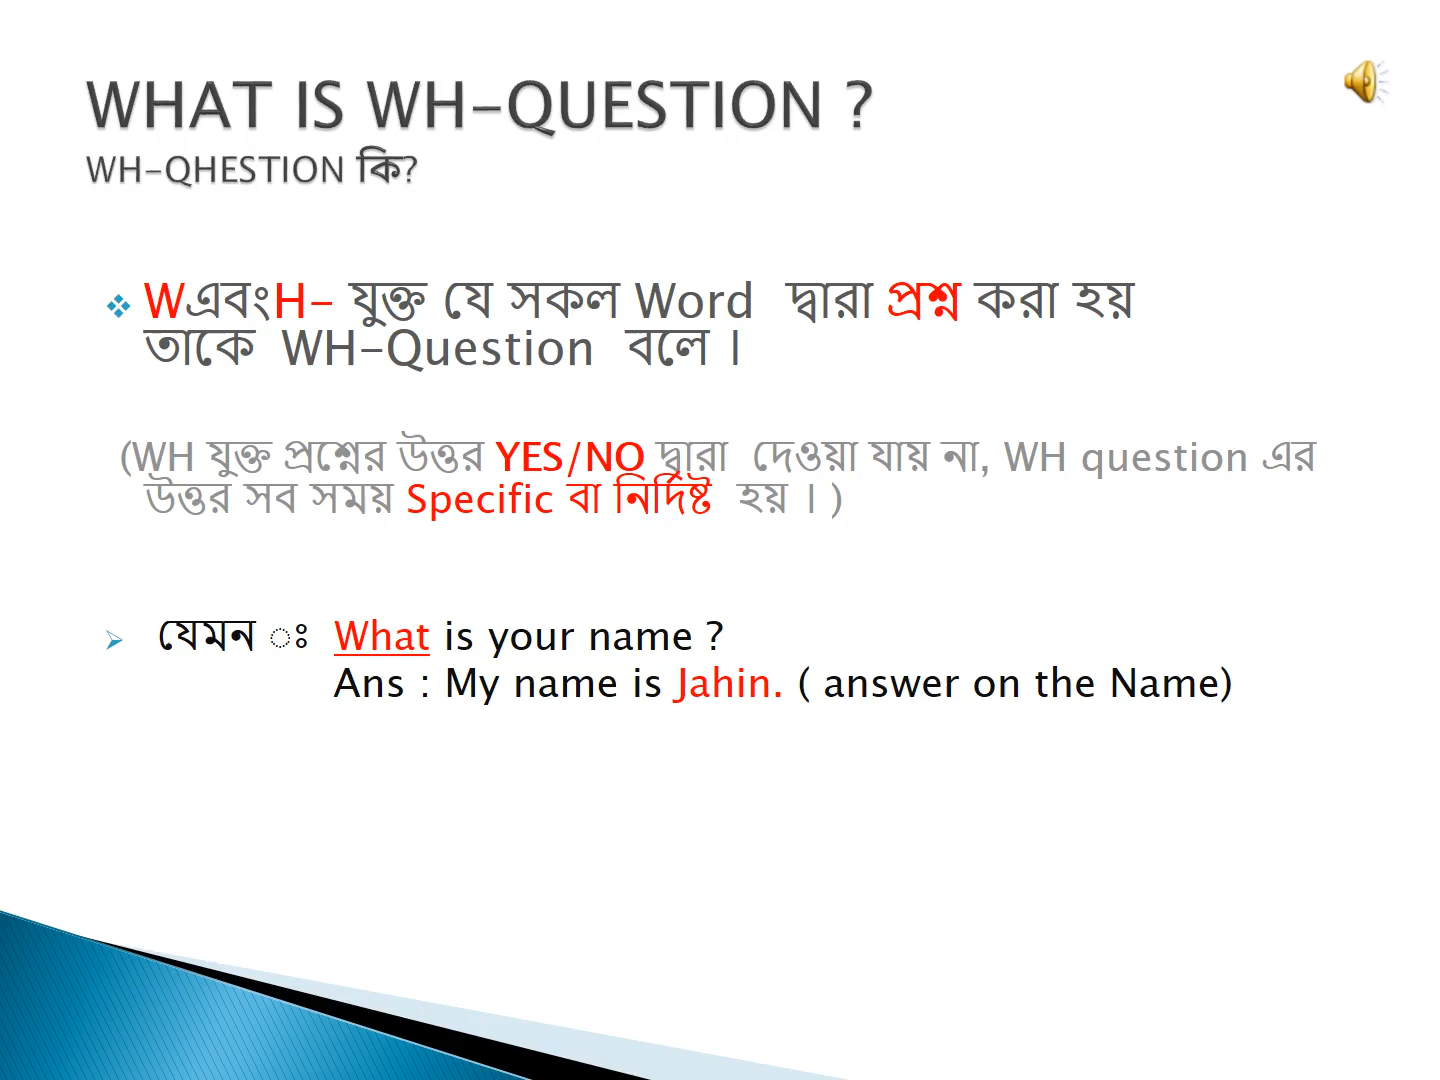 WHAT IS WH-QUESTION ?
WH-QHESTION কি?
WএবংH- যুক্ত যে সকল Word দ্বারা প্রশ্ন করা হয়
তাকে WH-Question বলে ।
(WH যুক্ত প্রশ্নের উত্তর YES/NO দ্বারা দেওয়া যায় না, WH question এর
উত্তর সব সময় Specific বা নির্দিষ্ট হয় । )
যেমন ঃ What is your name ?
Ans : My name is Jahin. ( answer on the Name)